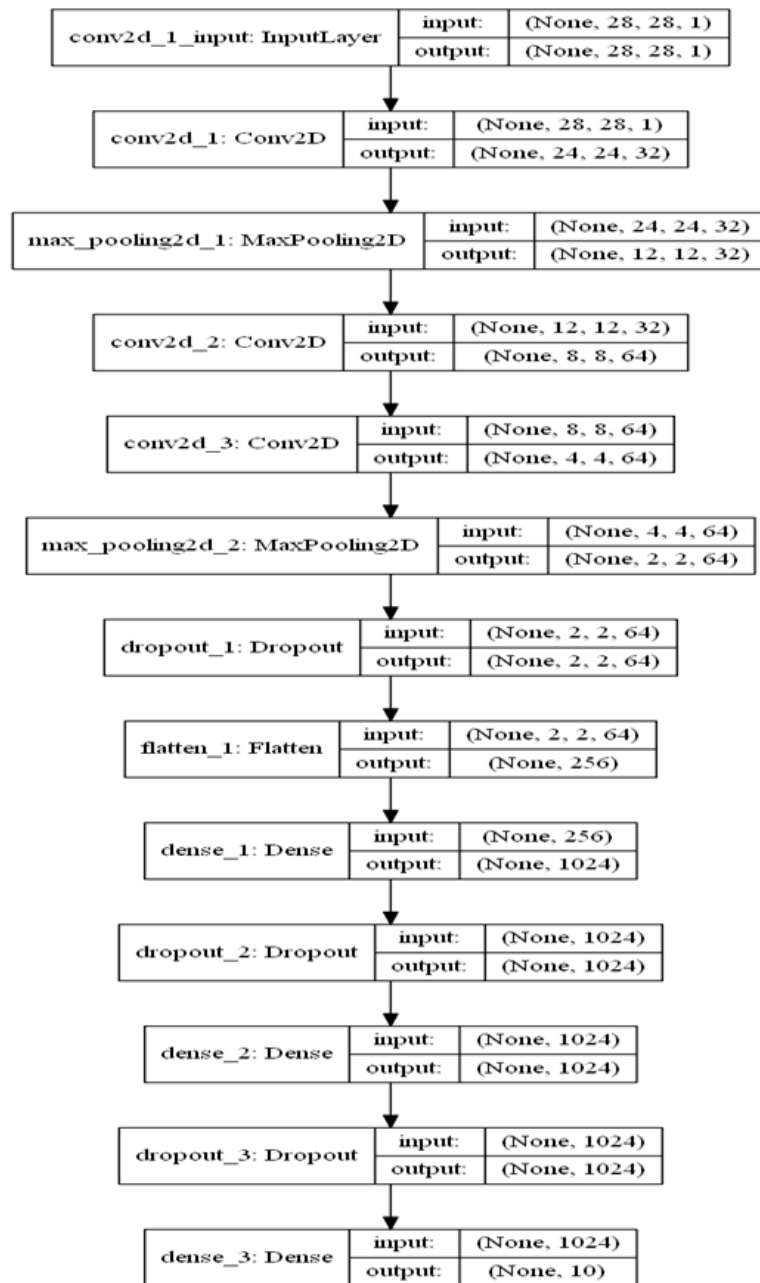 conv2d_1_input: InputLayer
input: (None, 28, 28, 1)
output: (None, 28, 28, 1)
conv2d_1: Conv2D
input: (None, 28, 28, 1)
output: (None, 24, 24, 32)
max_pooling2d_1: MaxPooling2D
input: (None, 24, 24, 32)
output: (None, 12, 12, 32)
conv2d_2: Conv2D
input: (None, 12, 12, 32)
output: (None, 8, 8, 64)
conv2d_3: Conv2D
input: (None, 8, 8, 64)
output: (None, 4, 4, 64)
max_pooling2d_2: MaxPooling2D
input: (None, 4, 4, 64)
output: (None, 2, 2, 64)
dropout_1: Dropout
input: (None, 2, 2, 64)
output: (None, 2, 2, 64)
flatten_1: Flatten
input: (None, 2, 2, 64)
output: (None, 256)
dense_1: Dense
input: (None, 256)
output: (None, 1024)
dropout_2: Dropout
input: (None, 1024)
output: (None, 1024)
dense_2: Dense
input: (None, 1024)
output: (None, 1024)
dropout_3: Dropout
input: (None, 1024)
output: (None, 1024)
dense_3: Dense
input: (None, 1024)
output: (None, 10)